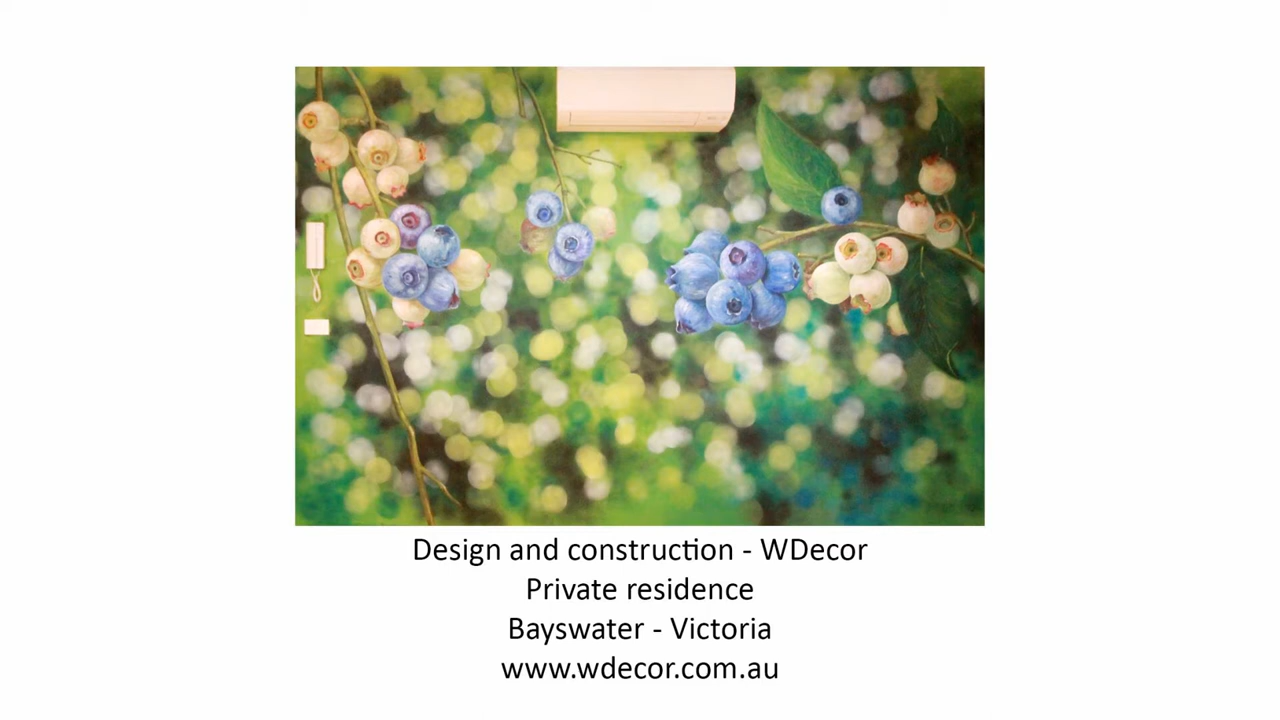 Design and construction - WDecor
Private residence
Bayswater - Victoria
www.wdecor.com.au